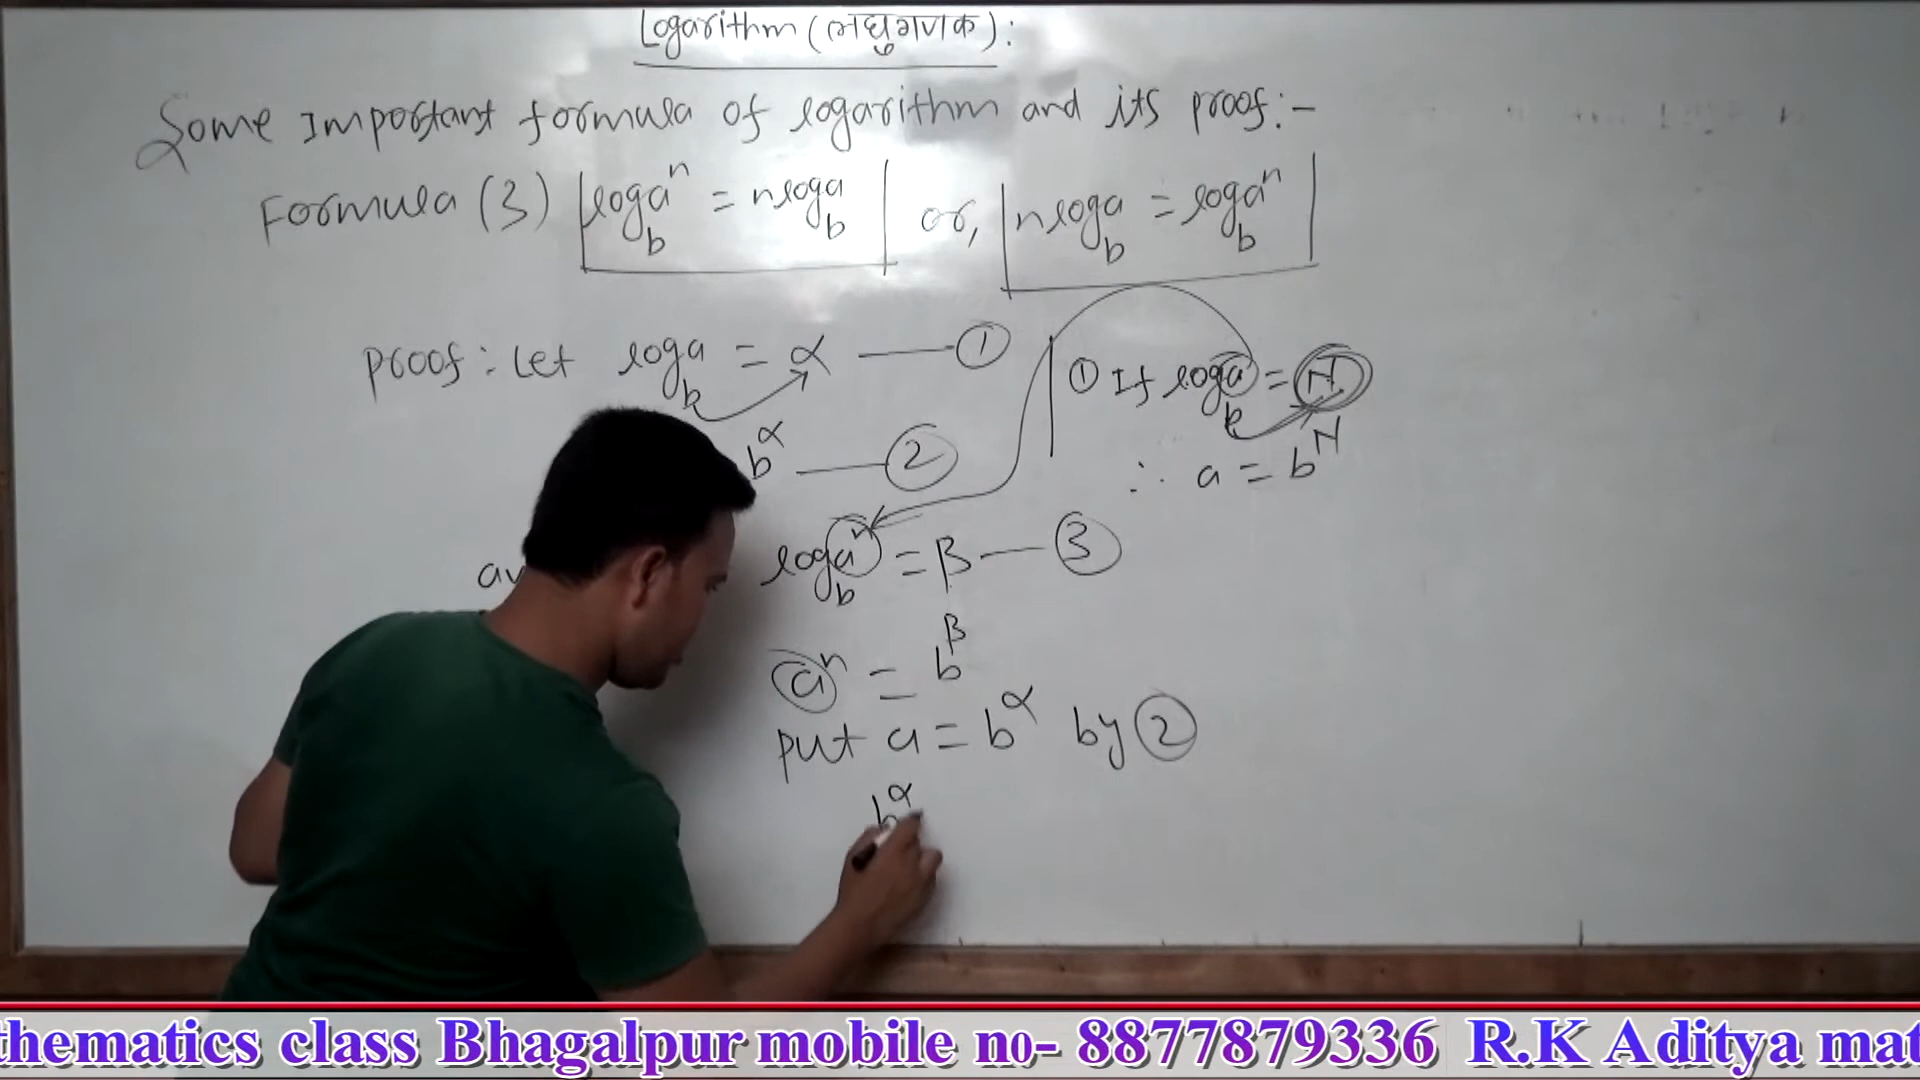 Logarithm (लघुगणक):
Some Important formula of logarithm and its proof:-
Formula (3) log_b a^n = n log_b a or, n log_b a = log_b a^n
Proof: Let log_b a = α — ①
① If log_b a = N
b^α — ②
∴ a = b^N
log_b a^n = β — ③
a^n = b^β
put a = b^α by ②
b^α
thematics class Bhagalpur mobile no- 8877879336 R.K Aditya mat